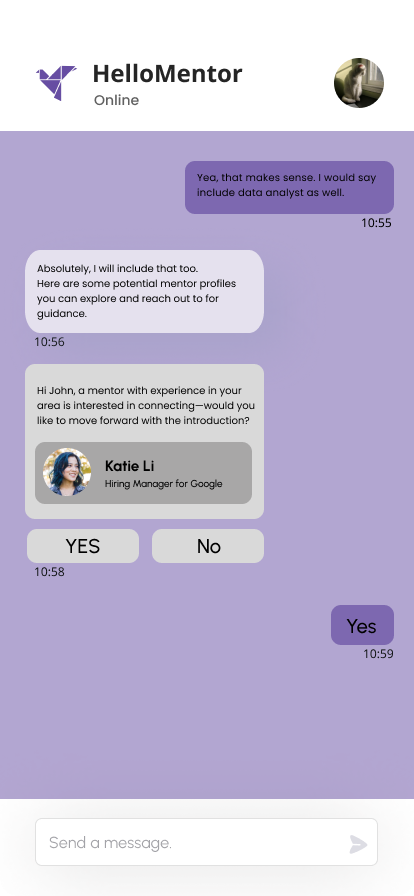 HelloMentor
Online
Yea, that makes sense. I would say
include data analyst as well.
10:55
Absolutely, I will include that too.
Here are some potential mentor profiles
you can explore and reach out to for
guidance.
10:56
Hi John, a mentor with experience in your
area is interested in connecting—would you
like to move forward with the introduction?
Katie Li
Hiring Manager for Google
YES
No
10:58
Yes
10:59
Send a message.